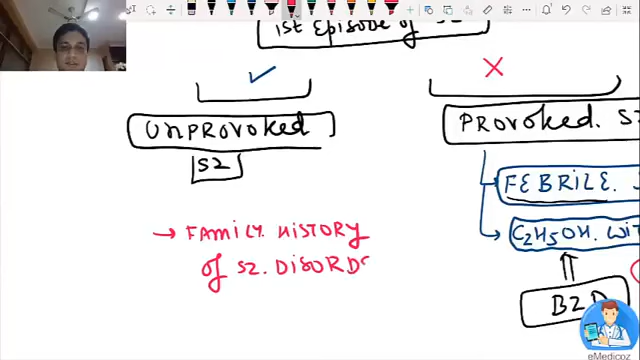 1st Episode of SZ
UNPROVOKED
SZ
→ FAMILY HISTORY
of SZ. DISORD
PROVOKED. SZ
FEBRILE.
C2H5OH. WIT
BZD
eMedicoz